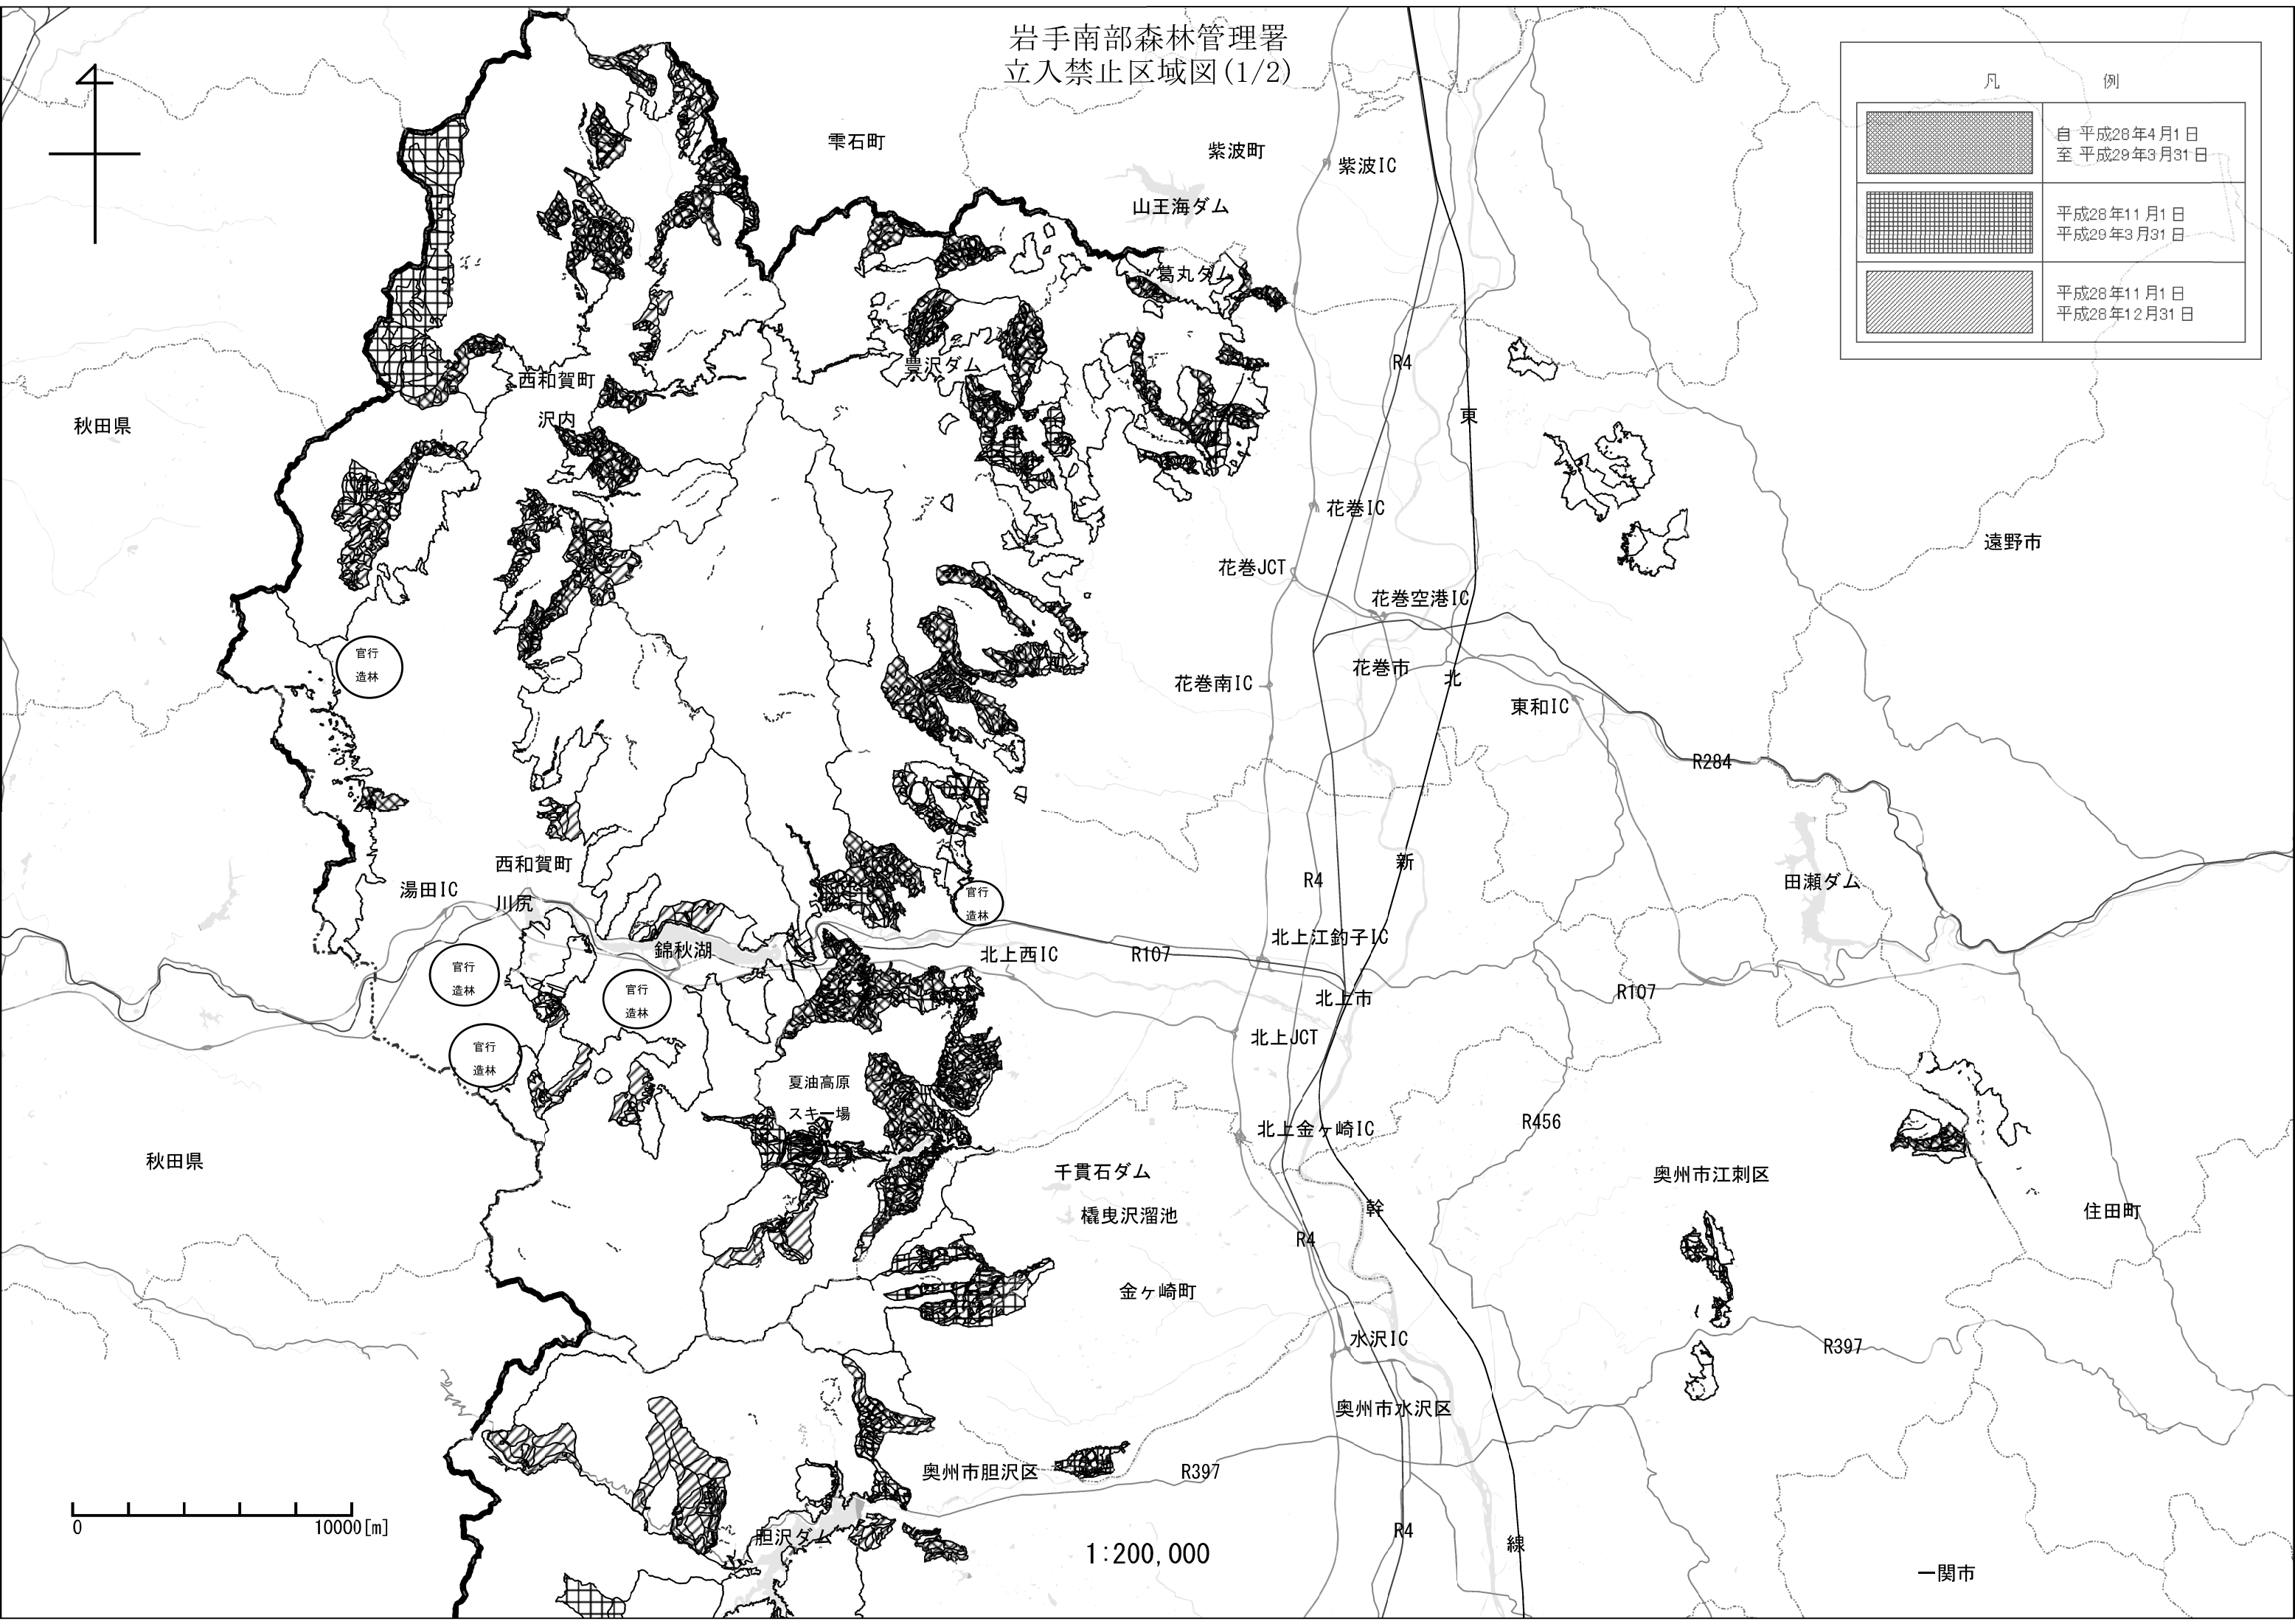 岩手南部森林管理署
立入禁止区域図(1/2)
凡 例
自 平成28年4月1日
至 平成29年3月31日
平成28年11月1日
平成29年3月31日
平成28年11月1日
平成28年12月31日
雫石町
紫波町
紫波IC
山王海ダム
葛丸ダム
豊沢ダム
R4
西和賀町
沢内
秋田県
東
花巻IC
遠野市
花巻JCT
花巻空港IC
官行
造林
花巻市
北
花巻南IC
東和IC
R284
新
西和賀町
湯田IC
川尻
R4
田瀬ダム
官行
造林
北上江釣子IC
錦秋湖
北上西IC
R107
官行
造林
官行
造林
北上市
R107
北上JCT
官行
造林
夏油高原
スキー場
R456
北上金ヶ崎IC
秋田県
千貫石ダム
奥州市江刺区
橇曳沢溜池
幹
住田町
R4
金ヶ崎町
水沢IC
R397
奥州市水沢区
奥州市胆沢区
R397
0
10000[m]
胆沢ダム
R4
線
1:200,000
一関市